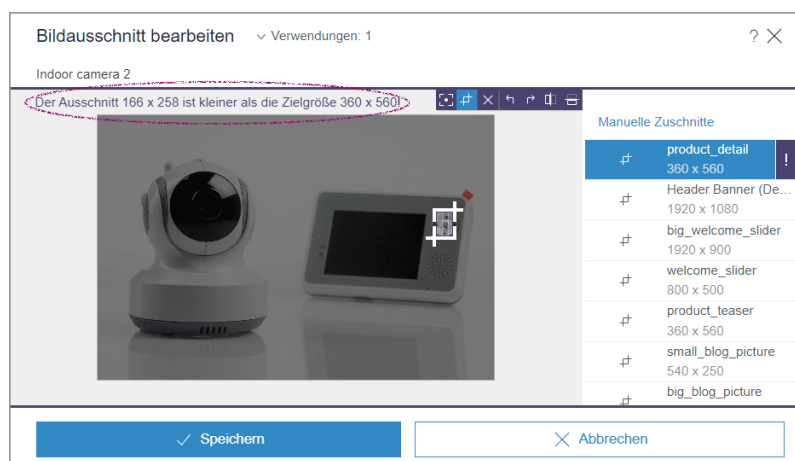 Bildausschnitt bearbeiten Verwendungen: 1 ?
Indoor camera 2
Der Ausschnitt 166 x 258 ist kleiner als die Zielgröße 360 x 560!
Manuelle Zuschnitte
product_detail
360 x 560
!
Header Banner (De...
1920 x 1080
big_welcome_slider
1920 x 900
welcome_slider
800 x 500
product_teaser
360 x 560
small_blog_picture
540 x 250
big_blog_picture
Speichern Abbrechen